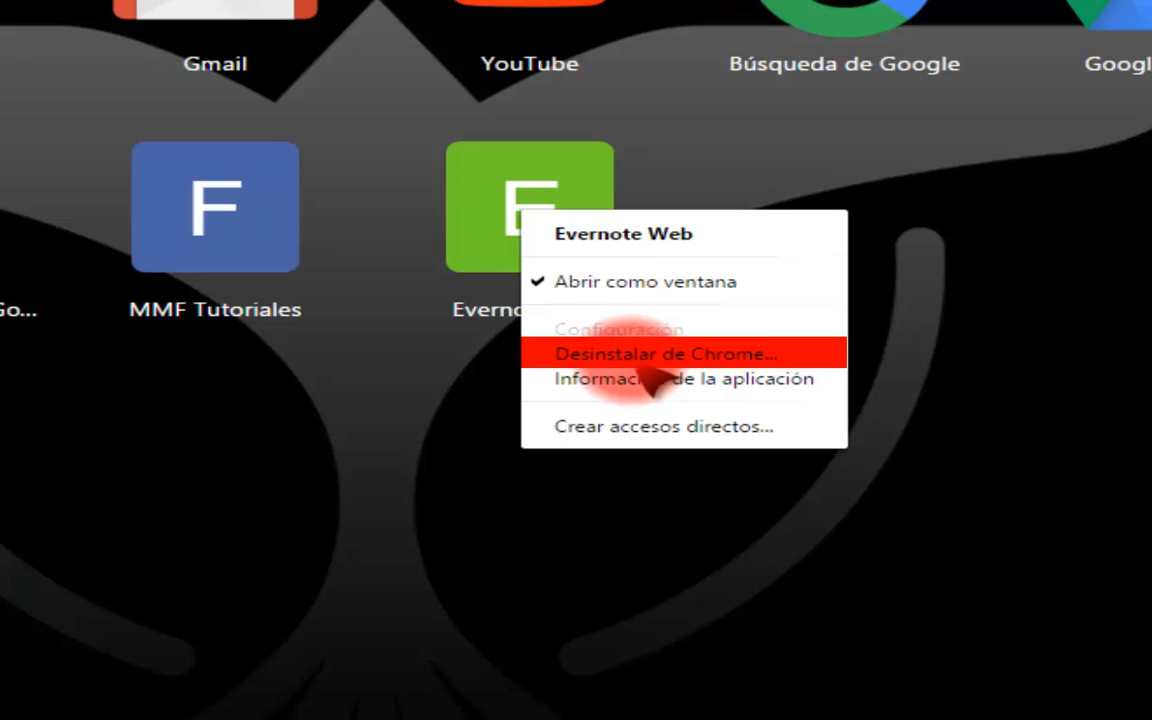 Gmail
YouTube
Búsqueda de Google
Googl
F
E
Evernote Web
Abrir como ventana
Configuración
Desinstalar de Chrome...
de la aplicación
Crear accesos directos...
Go...
MMF Tutoriales
Everno